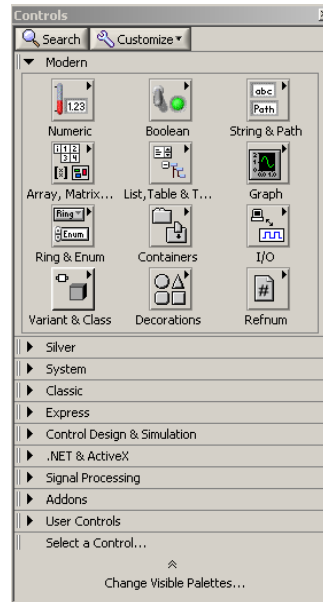 Controls
Search Customize
Modern
1.23 abc
Path
Numeric Boolean String & Path
Array, Matrix... List, Table & T... Graph
Ring
Enum
Ring & Enum Containers I/O
#
Variant & Class Decorations Refnum
Silver
System
Classic
Express
Control Design & Simulation
.NET & ActiveX
Signal Processing
Addons
User Controls
Select a Control...
Change Visible Palettes...